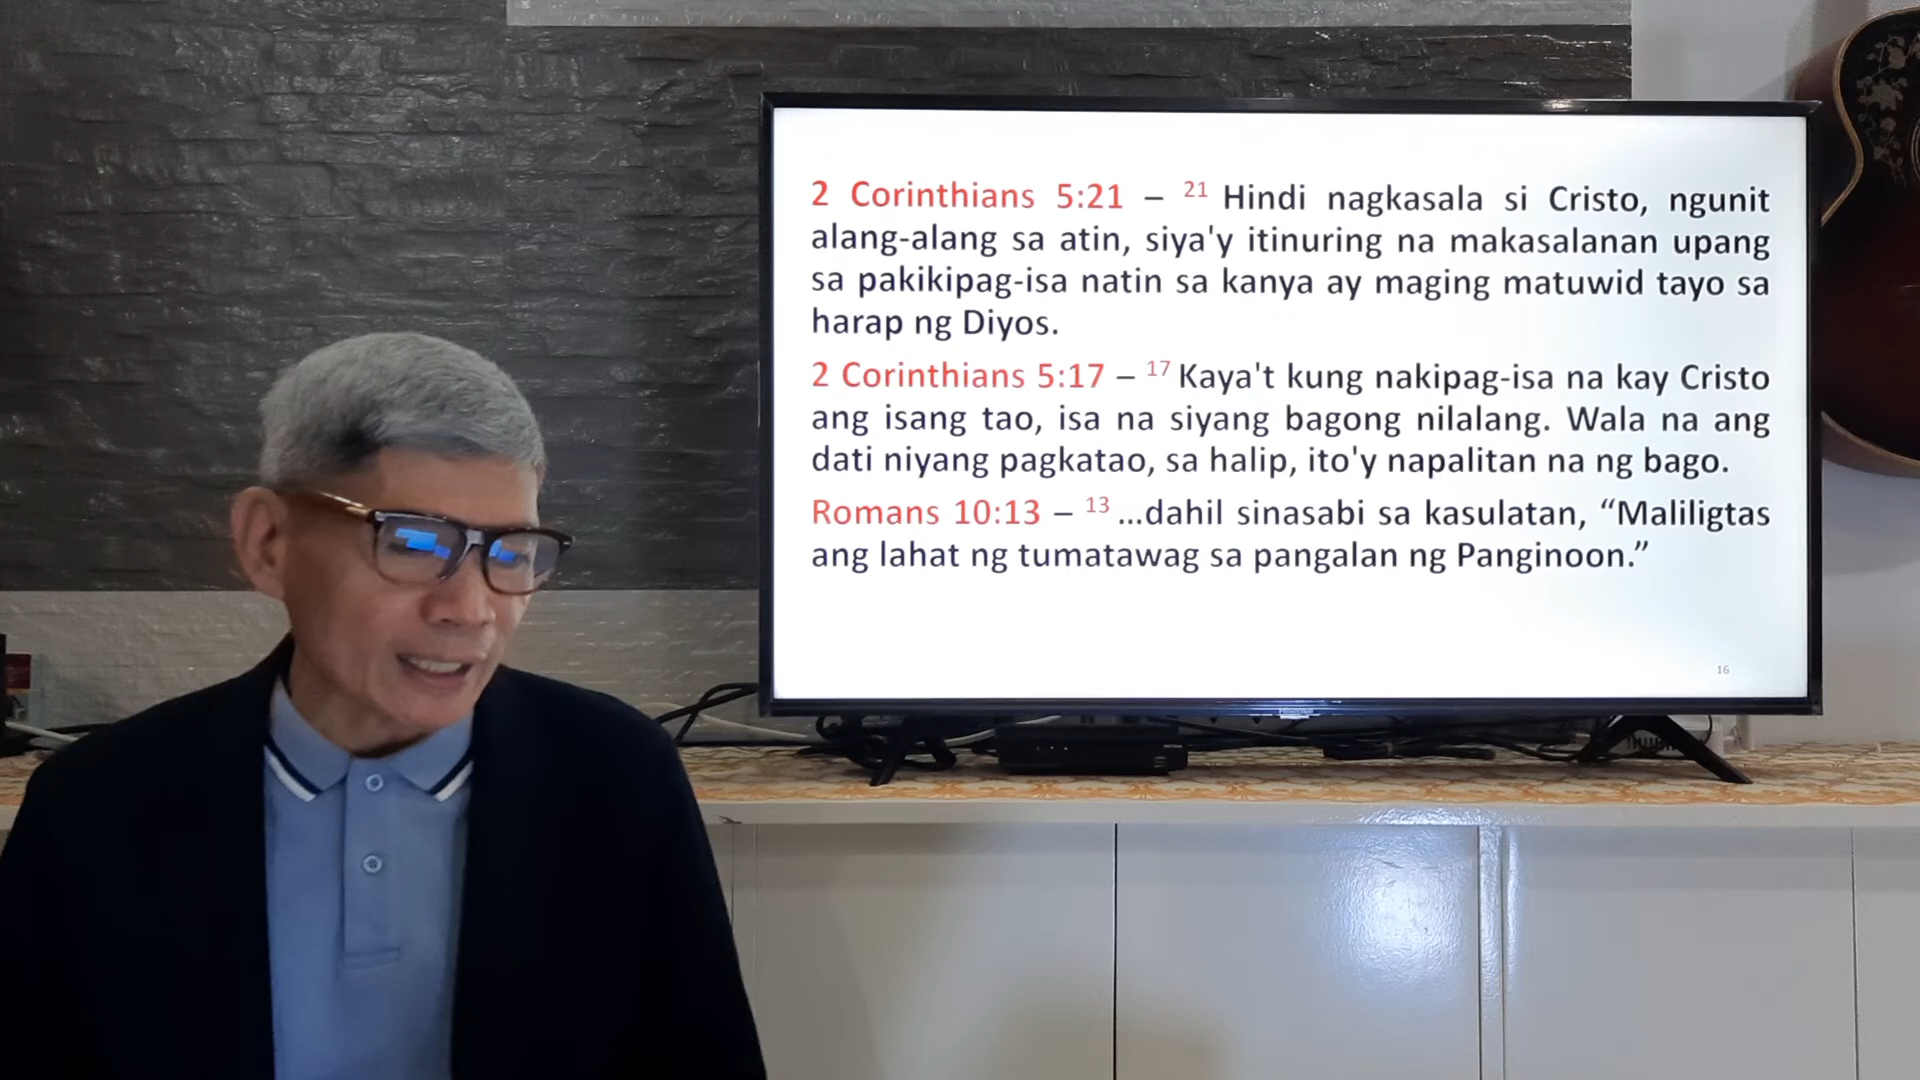 2 Corinthians 5:21 – 21 Hindi nagkasala si Cristo, ngunit
alang-alang sa atin, siya'y itinuring na makasalanan upang
sa pakikipag-isa natin sa kanya ay maging matuwid tayo sa
harap ng Diyos.
2 Corinthians 5:17 – 17 Kaya't kung nakipag-isa na kay Cristo
ang isang tao, isa na siyang bagong nilalang. Wala na ang
dati niyang pagkatao, sa halip, ito'y napalitan na ng bago.
Romans 10:13 – 13 ...dahil sinasabi sa kasulatan, “Maliligtas
ang lahat ng tumatawag sa pangalan ng Panginoon.”
16